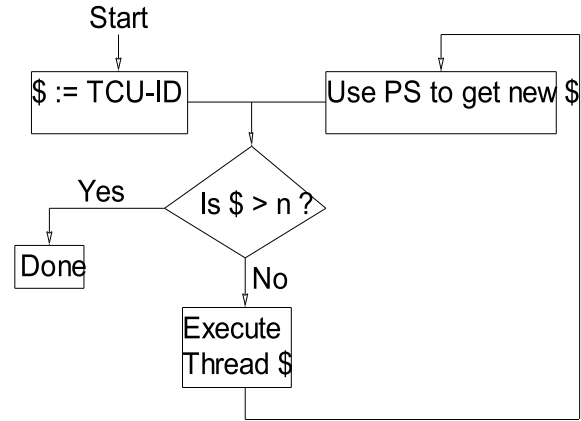 Start
$ := TCU-ID
Use PS to get new $
Is $ > n ?
Yes
Done
No
Execute
Thread $